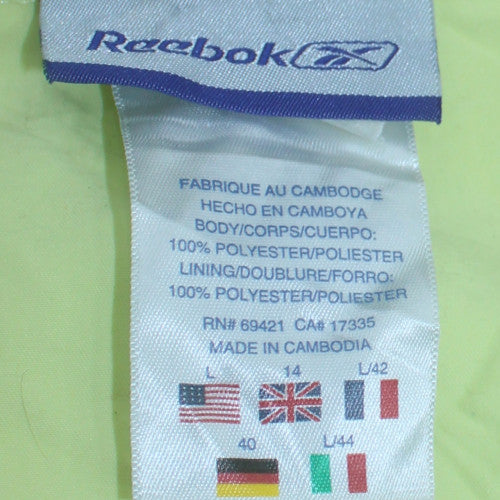 Reebok
FABRIQUE AU CAMBODGE
HECHO EN CAMBOYA
BODY/CORPS/CUERPO:
100% POLYESTER/POLIESTER
LINING/DOUBLURE/FORRO:
100% POLYESTER/POLIESTER
RN# 69421 CA# 17335
MADE IN CAMBODIA
L 14 L/42
40 L/44